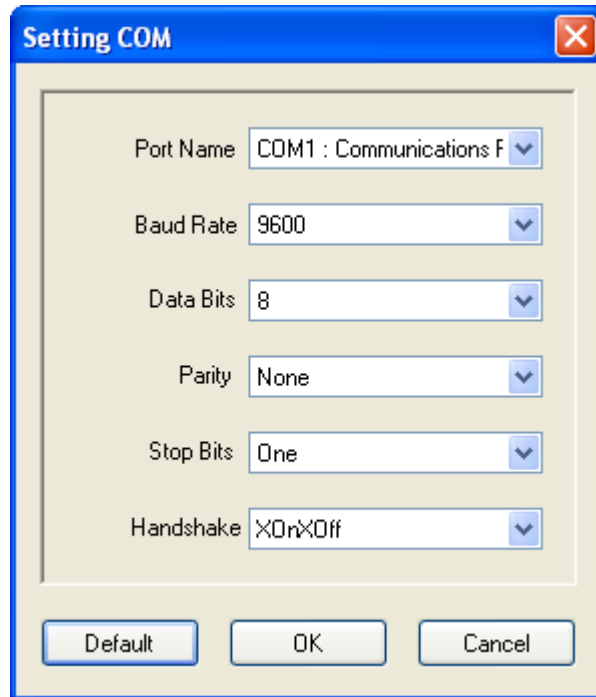 Setting COM
Port Name COM1 : Communications P
Baud Rate 9600
Data Bits 8
Parity None
Stop Bits One
Handshake XOnXOff
Default OK Cancel